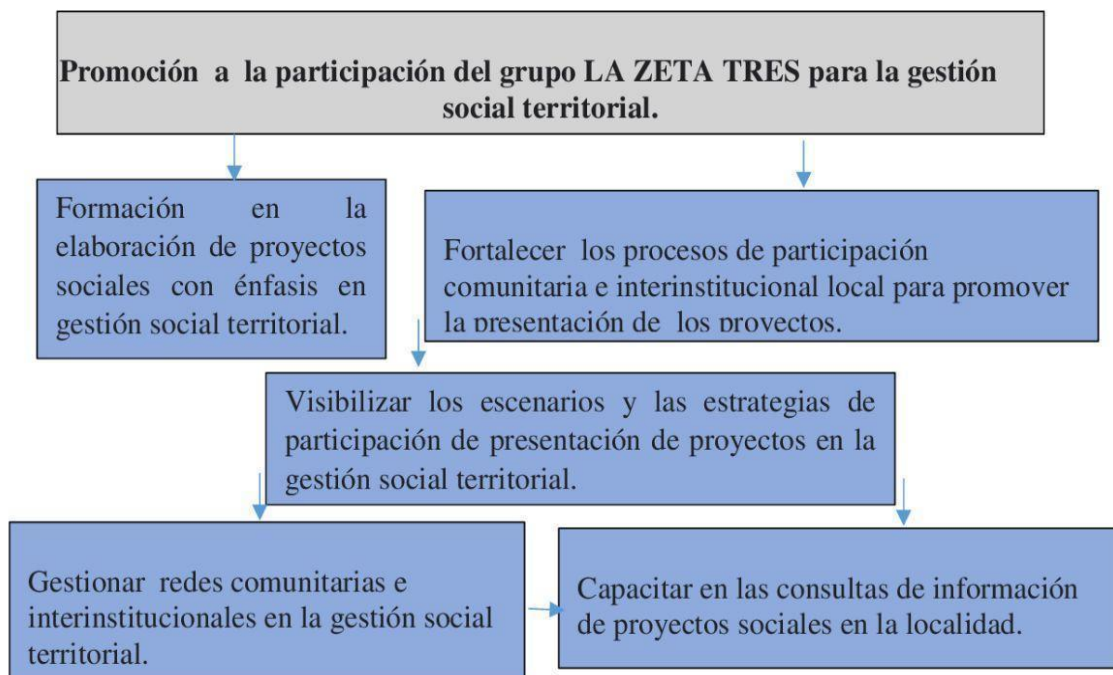 Promoción a la participación del grupo LA ZETA TRES para la gestión
social territorial.
Formación en la
elaboración de proyectos
sociales con énfasis en
gestión social territorial.
Fortalecer los procesos de participación
comunitaria e interinstitucional local para promover
la presentación de los proyectos.
Visibilizar los escenarios y las estrategias de
participación de presentación de proyectos en la
gestión social territorial.
Gestionar redes comunitarias e
interinstitucionales en la gestión social
territorial.
Capacitar en las consultas de información
de proyectos sociales en la localidad.